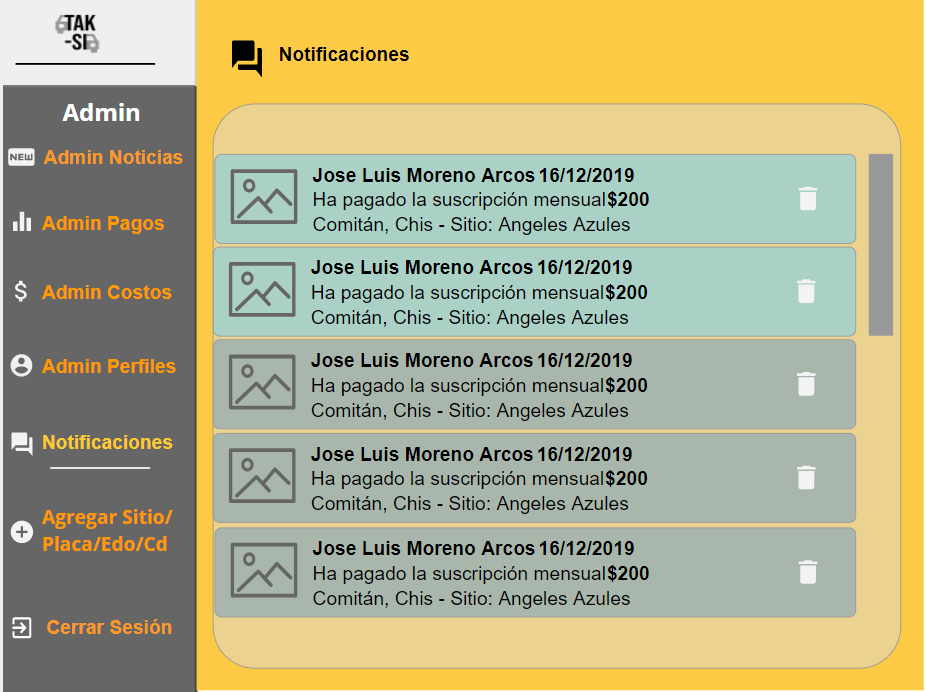 TAK
-SI
Notificaciones
Admin
NEW Admin Noticias
Admin Pagos
$ Admin Costos
Admin Perfiles
Notificaciones
Agregar Sitio/
Placa/Edo/Cd
Cerrar Sesión
Jose Luis Moreno Arcos 16/12/2019
Ha pagado la suscripción mensual $200
Comitán, Chis - Sitio: Angeles Azules
Jose Luis Moreno Arcos 16/12/2019
Ha pagado la suscripción mensual $200
Comitán, Chis - Sitio: Angeles Azules
Jose Luis Moreno Arcos 16/12/2019
Ha pagado la suscripción mensual $200
Comitán, Chis - Sitio: Angeles Azules
Jose Luis Moreno Arcos 16/12/2019
Ha pagado la suscripción mensual $200
Comitán, Chis - Sitio: Angeles Azules
Jose Luis Moreno Arcos 16/12/2019
Ha pagado la suscripción mensual $200
Comitán, Chis - Sitio: Angeles Azules